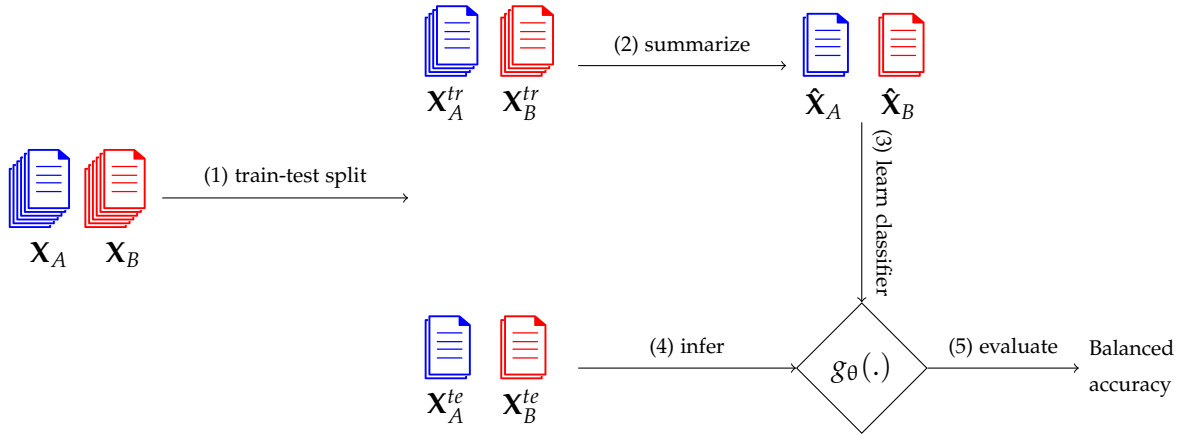 (2) summarize
X_A^{tr} X_B^{tr}
X̂_A X̂_B
(3) learn classifier
(1) train-test split
X_A X_B
(4) infer
g_θ(.)
(5) evaluate
Balanced
accuracy
X_A^{te} X_B^{te}